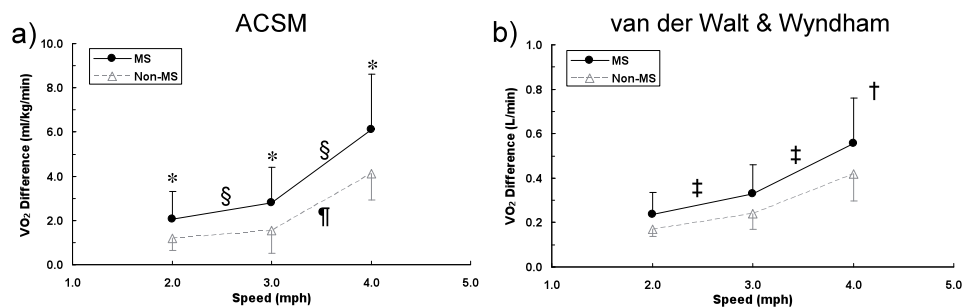 ACSM
a)
MS
Non-MS
VO₂ Difference (ml/kg/min)
10.0
8.0
6.0
4.0
2.0
0.0
* * *
§ §
¶
1.0 2.0 3.0 4.0 5.0
Speed (mph)
van der Walt & Wyndham
b)
MS
Non-MS
VO₂ Difference (L/min)
1.0
0.8
0.6
0.4
0.2
0.0
‡ ‡ †
1.0 2.0 3.0 4.0 5.0
Speed (mph)